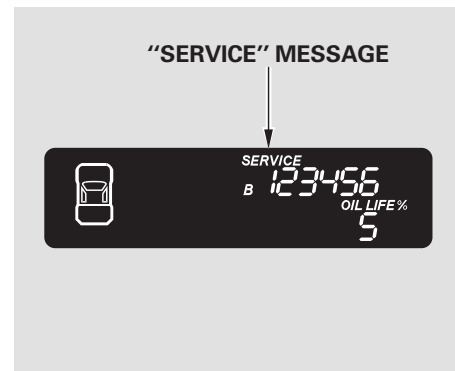 ‘‘SERVICE’’ MESSAGE
SERVICE
B 123456
OIL LIFE %
5